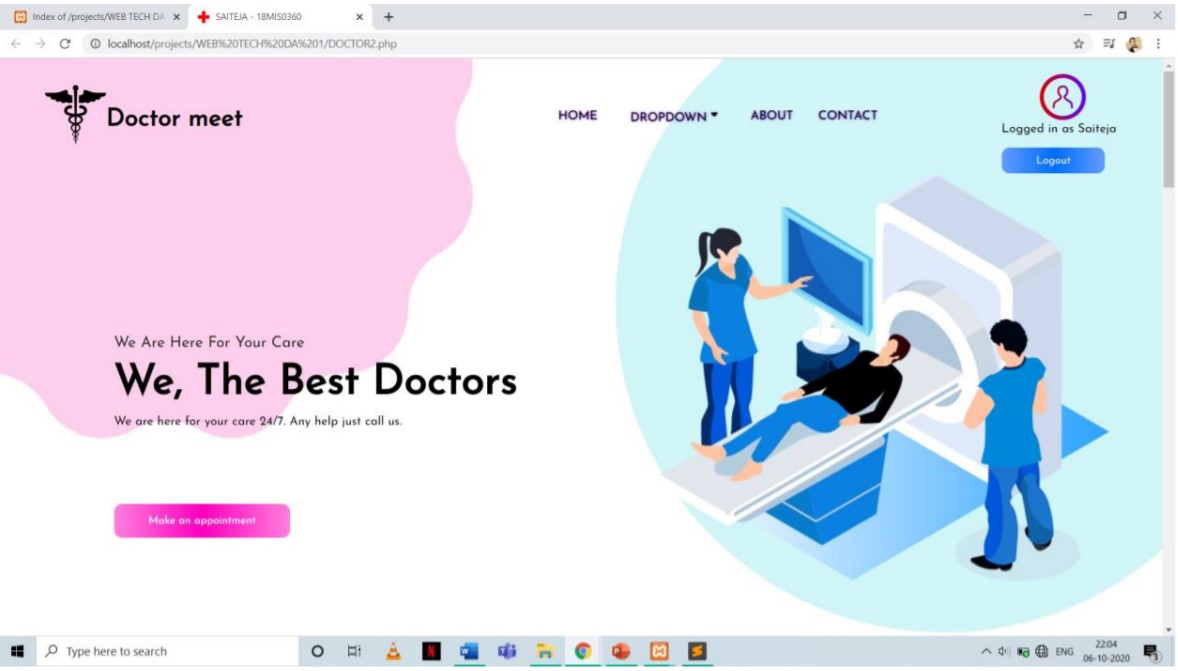 Index of /projects/WEB TECH DA
SAITEJA - 18MIS0360
localhost/projects/WEB%20TECH%20DA%201/DOCTOR2.php
Doctor meet
HOME DROPDOWN ABOUT CONTACT
Logged in as Saiteja
Logout
We Are Here For Your Care
We, The Best Doctors
We are here for your care 24/7. Any help just call us.
Make an appointment
Type here to search
ENG
22:04
06-10-2020